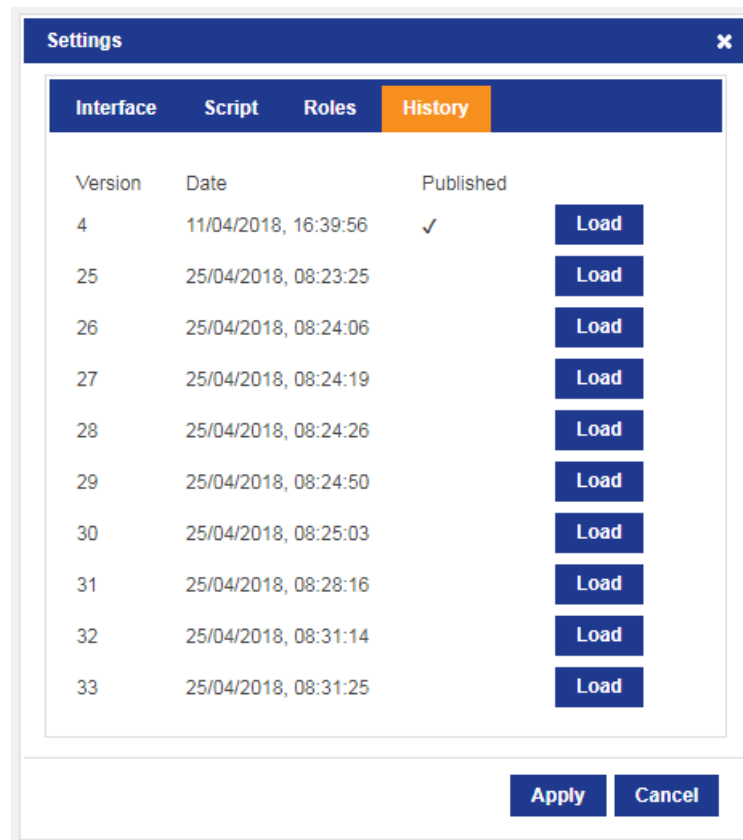 Settings ×
Interface Script Roles History
Version Date Published
4 11/04/2018, 16:39:56 ✓ Load
25 25/04/2018, 08:23:25 Load
26 25/04/2018, 08:24:06 Load
27 25/04/2018, 08:24:19 Load
28 25/04/2018, 08:24:26 Load
29 25/04/2018, 08:24:50 Load
30 25/04/2018, 08:25:03 Load
31 25/04/2018, 08:28:16 Load
32 25/04/2018, 08:31:14 Load
33 25/04/2018, 08:31:25 Load
Apply Cancel